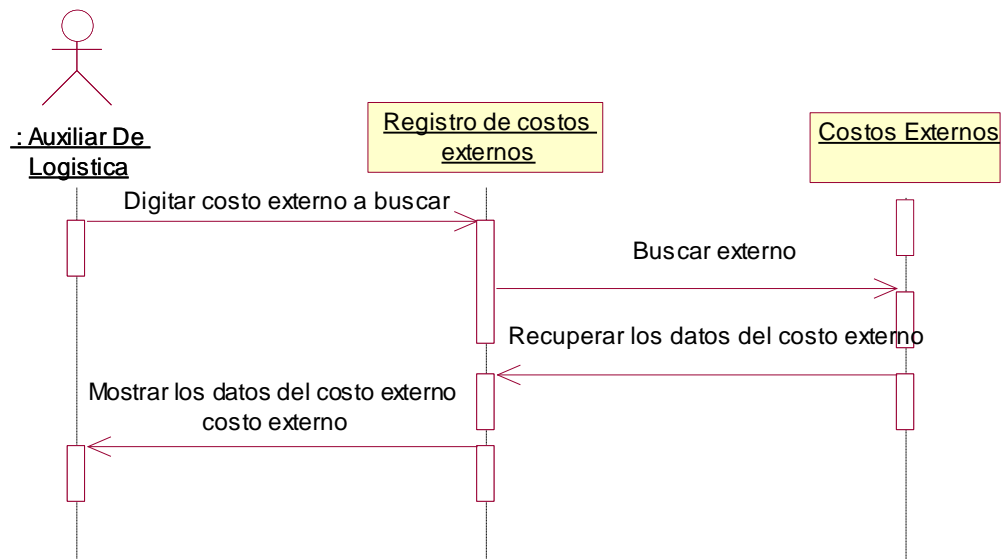 : Auxiliar De
Logistica
Registro de costos
externos
Costos Externos
Digitar costo externo a buscar
Buscar externo
Recuperar los datos del costo externo
Mostrar los datos del costo externo
costo externo